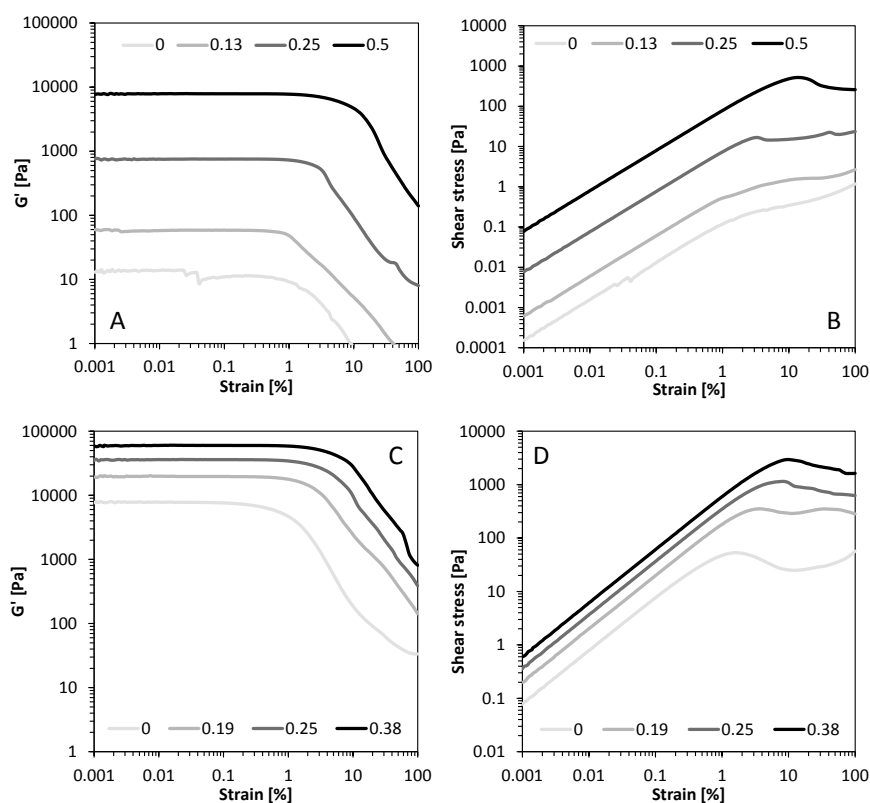 0 0.13 0.25 0.5
100000
10000
1000
100
10
1
G' [Pa]
A
0.001 0.01 0.1 1 10 100
Strain [%]
0 0.13 0.25 0.5
10000
1000
100
10
1
0.1
0.01
0.001
0.0001
Shear stress [Pa]
B
0.001 0.01 0.1 1 10 100
Strain [%]
100000
10000
1000
100
10
1
G' [Pa]
C
0 0.19 0.25 0.38
0.001 0.01 0.1 1 10 100
Strain [%]
10000
1000
100
10
1
0.1
0.01
Shear stress [Pa]
D
0 0.19 0.25 0.38
0.001 0.01 0.1 1 10 100
Strain [%]